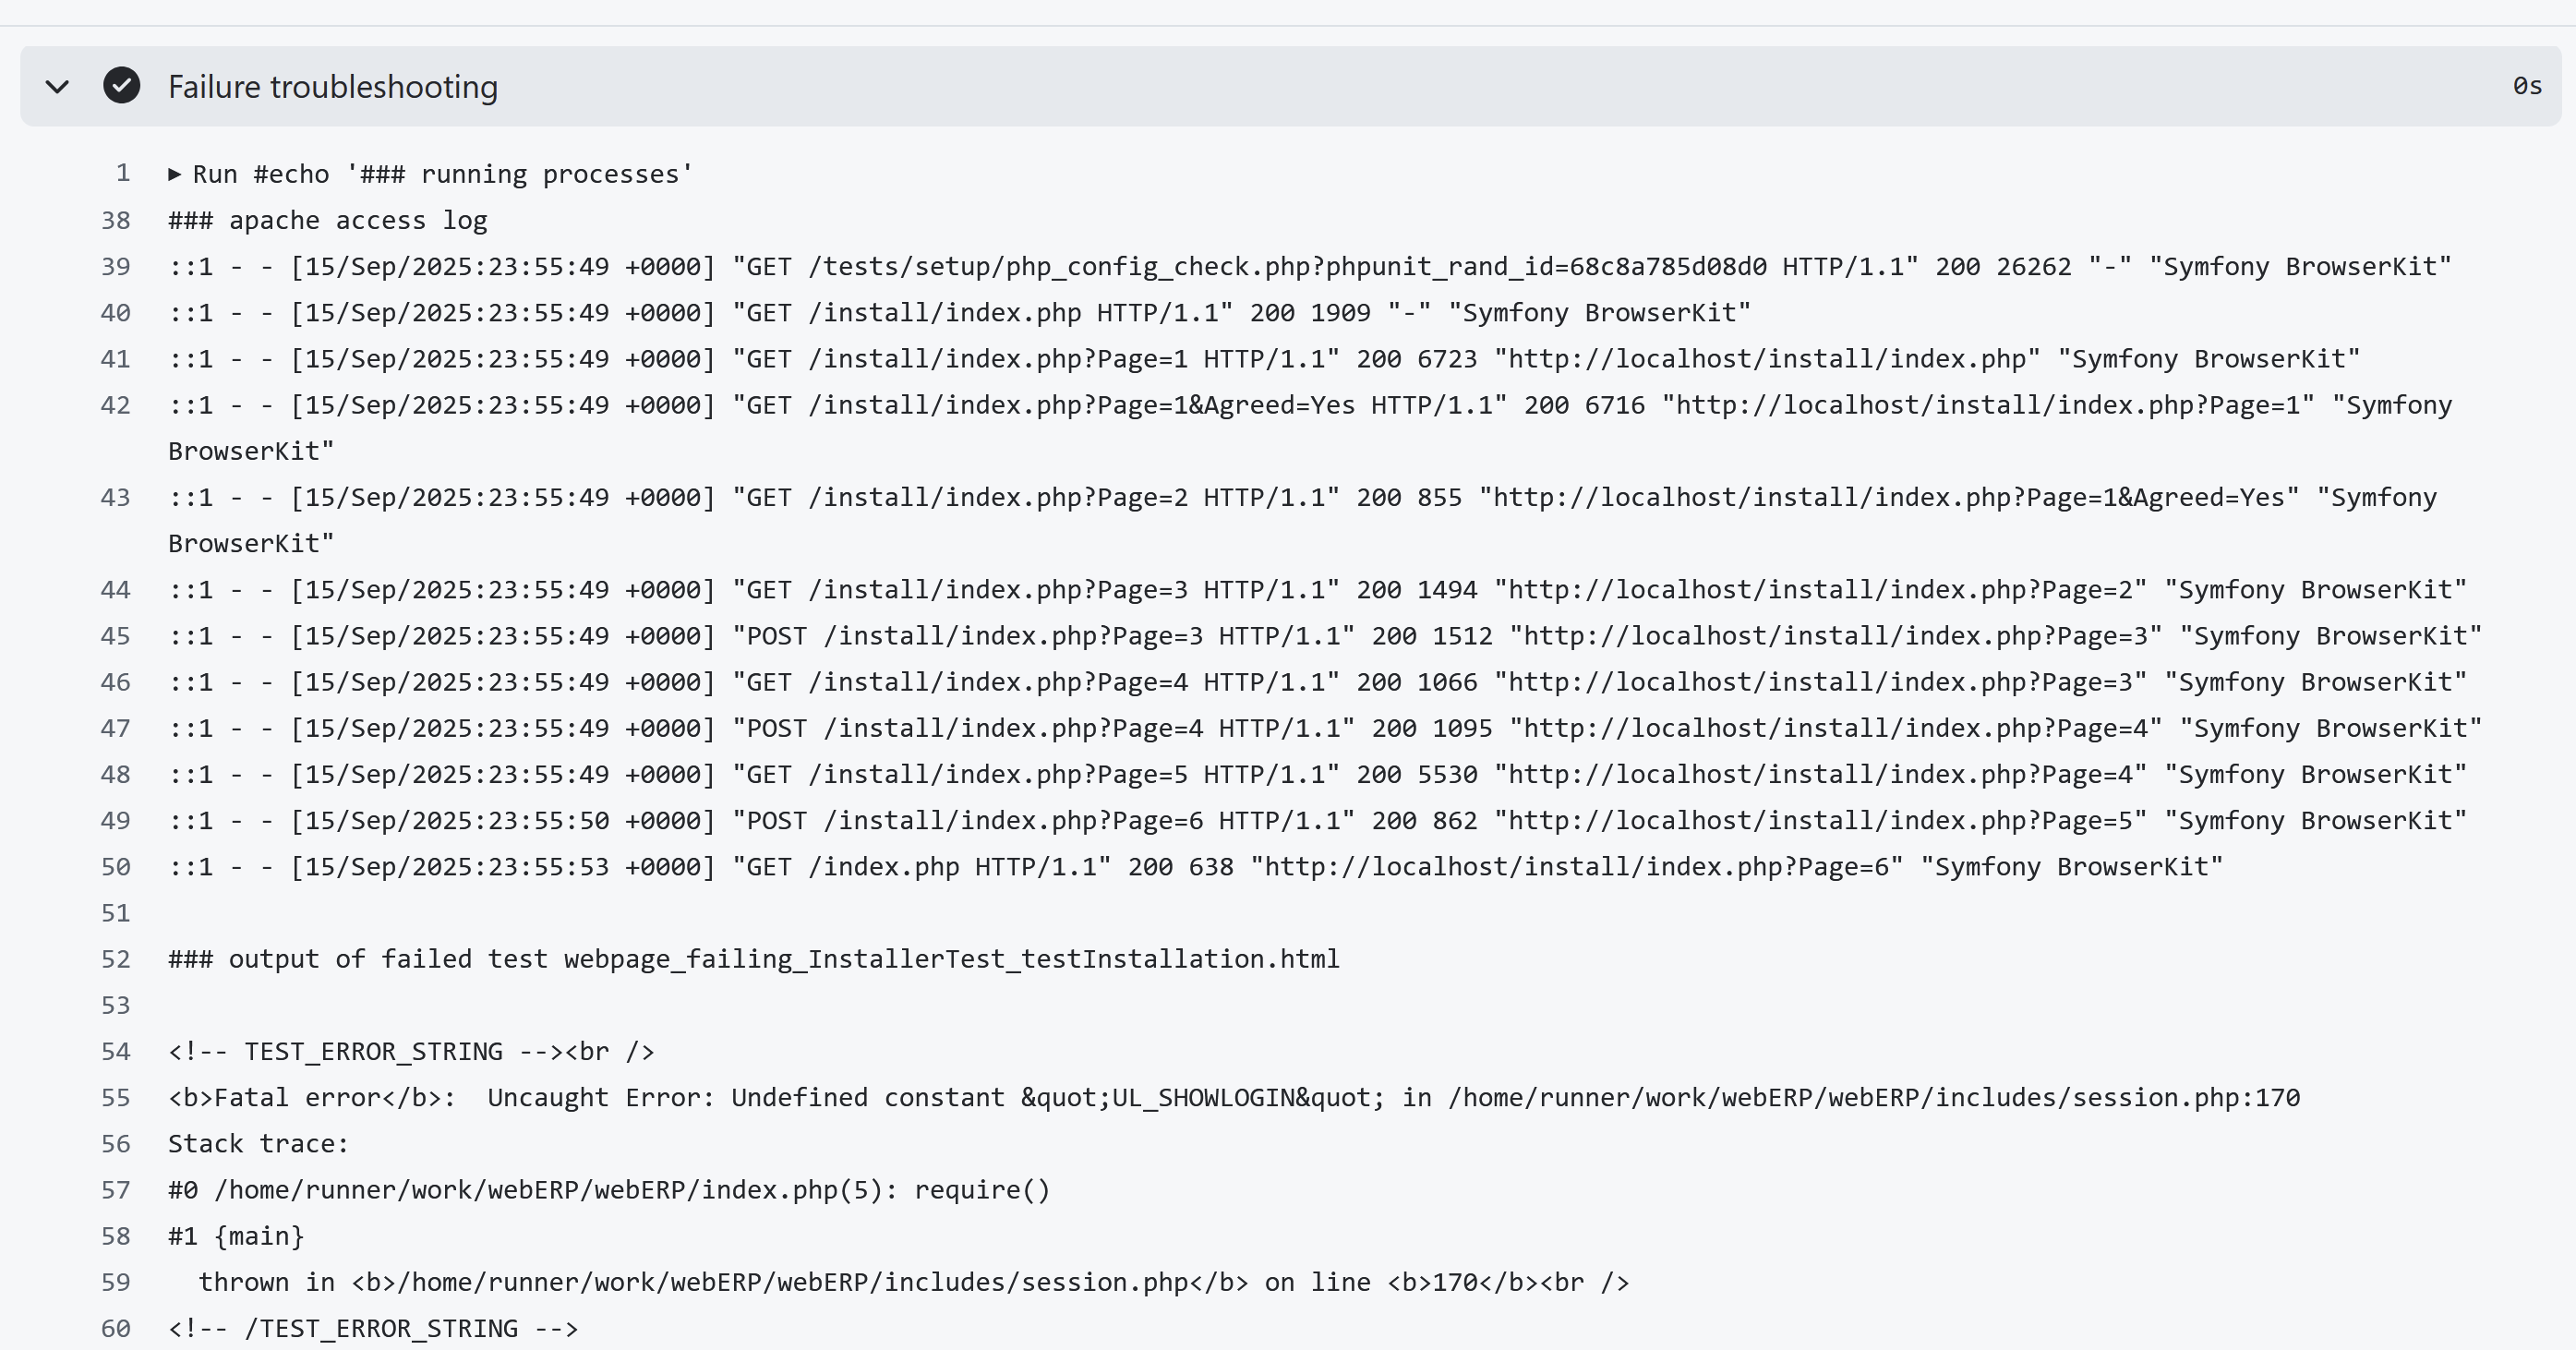 Failure troubleshooting
0s
1 Run #echo '### running processes'
38 ### apache access log
39 ::1 - - [15/Sep/2025:23:55:49 +0000] "GET /tests/setup/php_config_check.php?phpunit_rand_id=68c8a785d08d0 HTTP/1.1" 200 26262 "-" "Symfony BrowserKit"
40 ::1 - - [15/Sep/2025:23:55:49 +0000] "GET /install/index.php HTTP/1.1" 200 1909 "-" "Symfony BrowserKit"
41 ::1 - - [15/Sep/2025:23:55:49 +0000] "GET /install/index.php?Page=1 HTTP/1.1" 200 6723 "http://localhost/install/index.php" "Symfony BrowserKit"
42 ::1 - - [15/Sep/2025:23:55:49 +0000] "GET /install/index.php?Page=1&Agreed=Yes HTTP/1.1" 200 6716 "http://localhost/install/index.php?Page=1" "Symfony
BrowserKit"
43 ::1 - - [15/Sep/2025:23:55:49 +0000] "GET /install/index.php?Page=2 HTTP/1.1" 200 855 "http://localhost/install/index.php?Page=1&Agreed=Yes" "Symfony
BrowserKit"
44 ::1 - - [15/Sep/2025:23:55:49 +0000] "GET /install/index.php?Page=3 HTTP/1.1" 200 1494 "http://localhost/install/index.php?Page=2" "Symfony BrowserKit"
45 ::1 - - [15/Sep/2025:23:55:49 +0000] "POST /install/index.php?Page=3 HTTP/1.1" 200 1512 "http://localhost/install/index.php?Page=3" "Symfony BrowserKit"
46 ::1 - - [15/Sep/2025:23:55:49 +0000] "GET /install/index.php?Page=4 HTTP/1.1" 200 1066 "http://localhost/install/index.php?Page=3" "Symfony BrowserKit"
47 ::1 - - [15/Sep/2025:23:55:49 +0000] "POST /install/index.php?Page=4 HTTP/1.1" 200 1095 "http://localhost/install/index.php?Page=4" "Symfony BrowserKit"
48 ::1 - - [15/Sep/2025:23:55:49 +0000] "GET /install/index.php?Page=5 HTTP/1.1" 200 5530 "http://localhost/install/index.php?Page=4" "Symfony BrowserKit"
49 ::1 - - [15/Sep/2025:23:55:50 +0000] "POST /install/index.php?Page=6 HTTP/1.1" 200 862 "http://localhost/install/index.php?Page=5" "Symfony BrowserKit"
50 ::1 - - [15/Sep/2025:23:55:53 +0000] "GET /index.php HTTP/1.1" 200 638 "http://localhost/install/index.php?Page=6" "Symfony BrowserKit"
51
52 ### output of failed test webpage_failing_InstallerTest_testInstallation.html
53
54 <!-- TEST_ERROR_STRING --><br />
55 <b>Fatal error</b>:  Uncaught Error: Undefined constant &quot;UL_SHOWLOGIN&quot; in /home/runner/work/webERP/webERP/includes/session.php:170
56 Stack trace:
57 #0 /home/runner/work/webERP/webERP/index.php(5): require()
58 #1 {main}
59   thrown in <b>/home/runner/work/webERP/webERP/includes/session.php</b> on line <b>170</b><br />
60 <!-- /TEST_ERROR_STRING -->